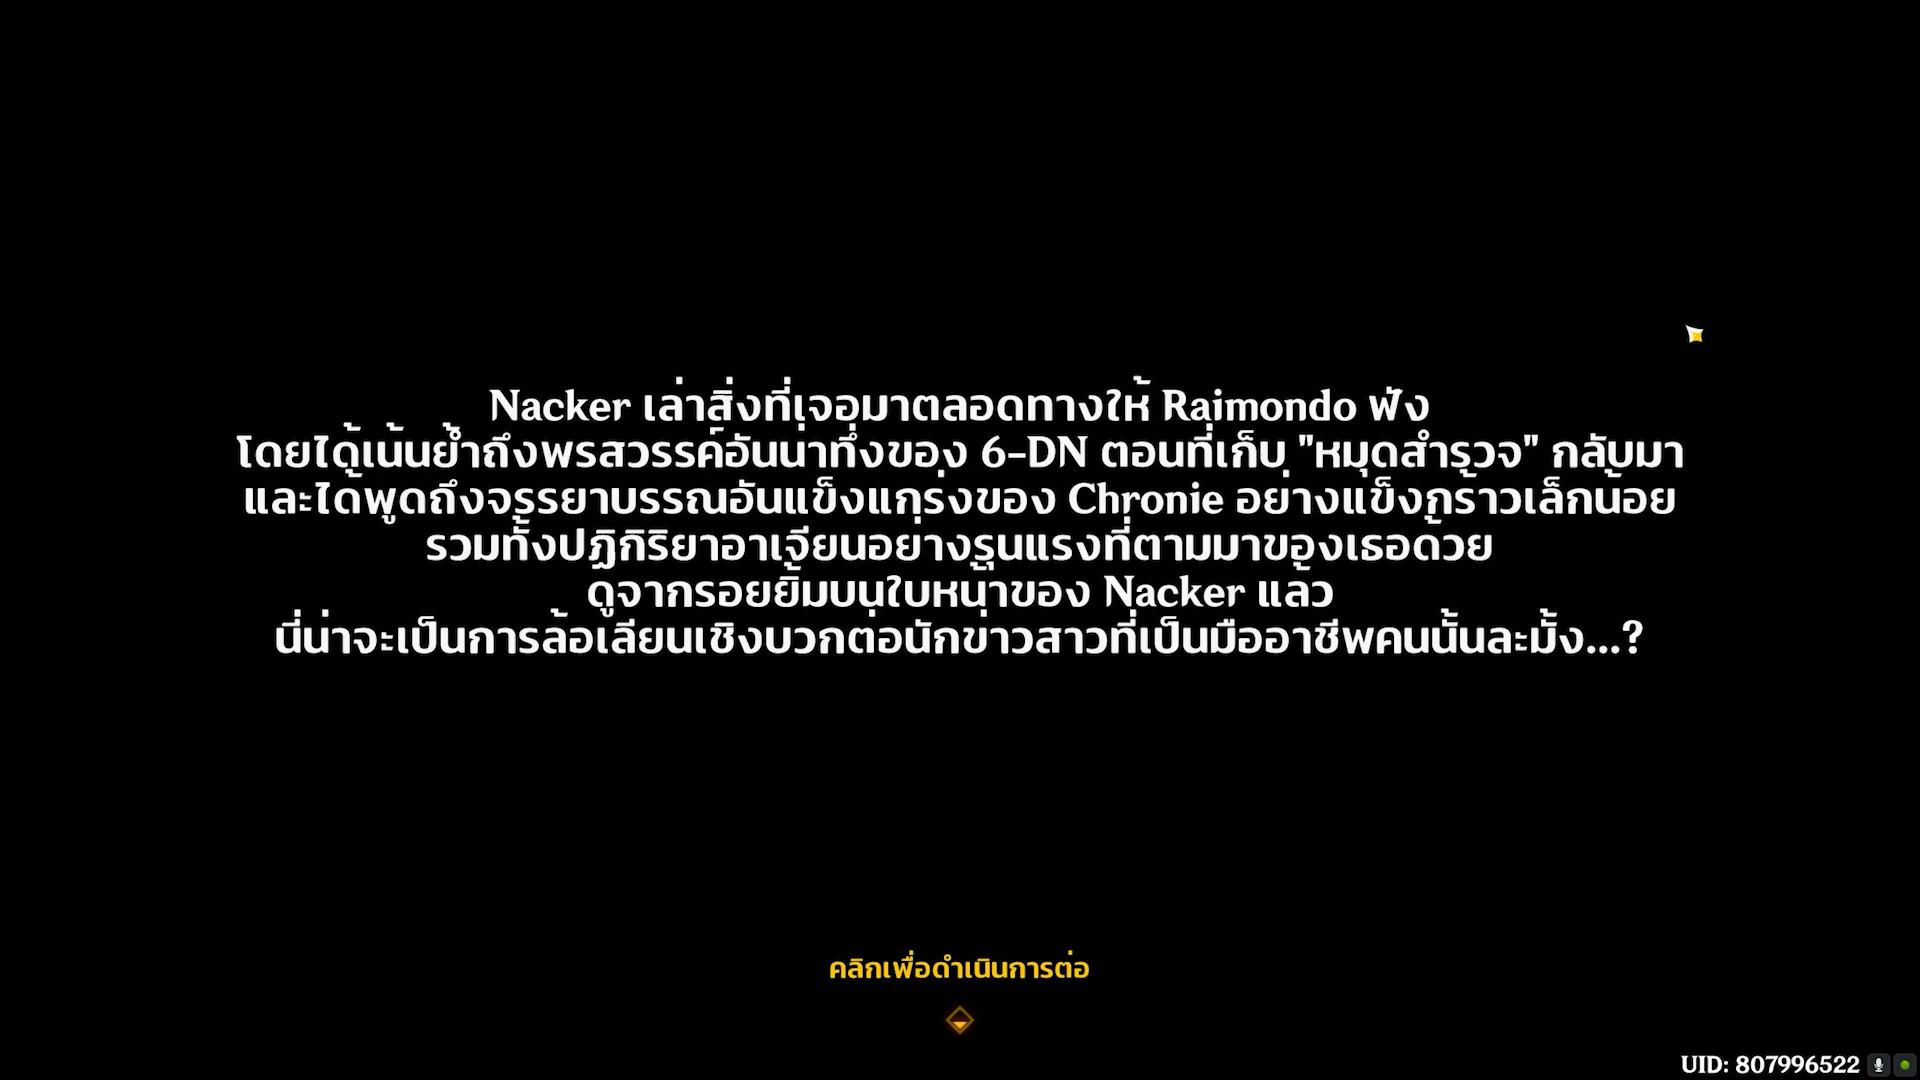 Nacker เล่าสิ่งที่เจอมาตลอดทางให้ Raimondo ฟัง
โดยได้เน้นย้ำถึงพรสวรรค์อันน่าทึ่งของ 6-DN ตอนที่เก็บ "หมุดสำรวจ" กลับมา
และได้พูดถึงจรรยาบรรณอันแข็งแกร่งของ Chronie อย่างแข็งกร้าวเล็กน้อย
รวมทั้งปฏิกิริยาอาเจียนอย่างรุนแรงที่ตามมาของเธอด้วย
ดูจากรอยยิ้มบนใบหน้าของ Nacker แล้ว
นี่น่าจะเป็นการล้อเลียนเชิงบวกต่อนักข่าวสาวที่เป็นมืออาชีพคนนั้นละมั้ง...?
คลิกเพื่อดำเนินการต่อ
UID: 807996522